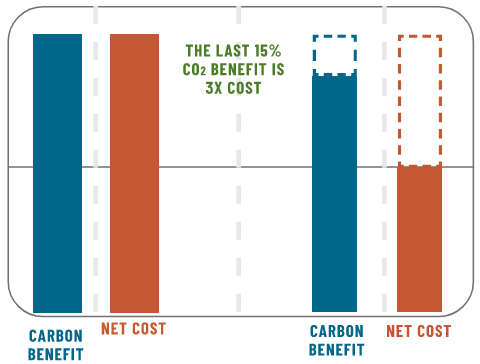 THE LAST 15%
CO2 BENEFIT IS
3X COST
CARBON
BENEFIT
NET COST
CARBON
BENEFIT
NET COST